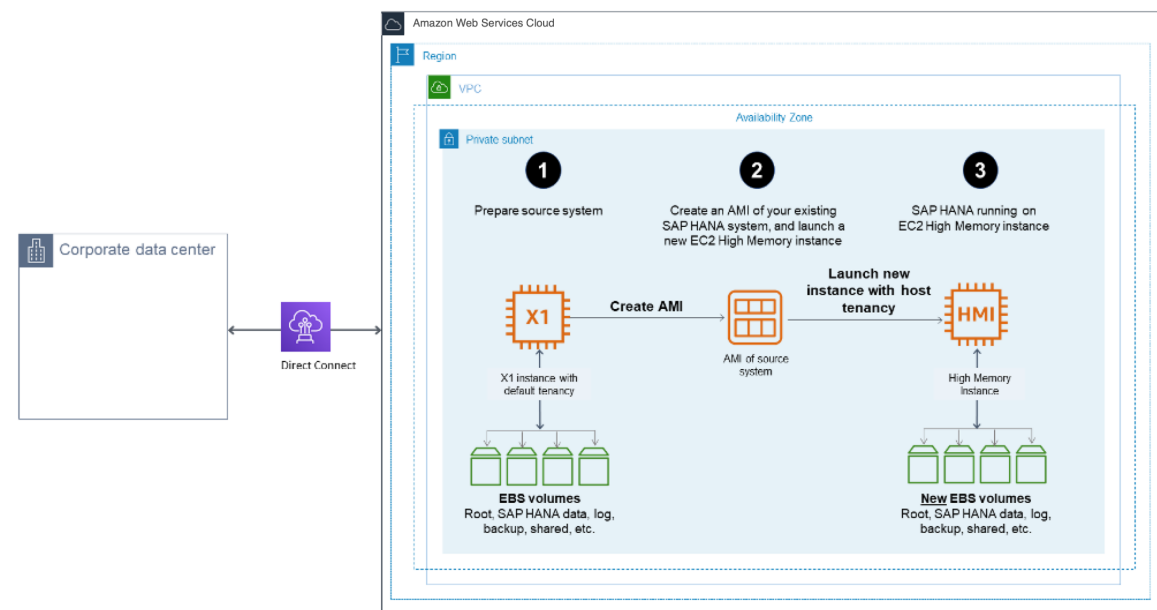 Amazon Web Services Cloud
Region
VPC
Availability Zone
Private subnet
1
Prepare source system
2
Create an AMI of your existing
SAP HANA system, and launch a
new EC2 High Memory instance
3
SAP HANA running on
EC2 High Memory instance
Corporate data center
Direct Connect
X1
Create AMI
AMI of source
system
Launch new
instance with host
tenancy
HMI
X1 instance with
default tenancy
High Memory
Instance
EBS volumes
Root, SAP HANA data, log,
backup, shared, etc.
New EBS volumes
Root, SAP HANA data, log,
backup, shared, etc.